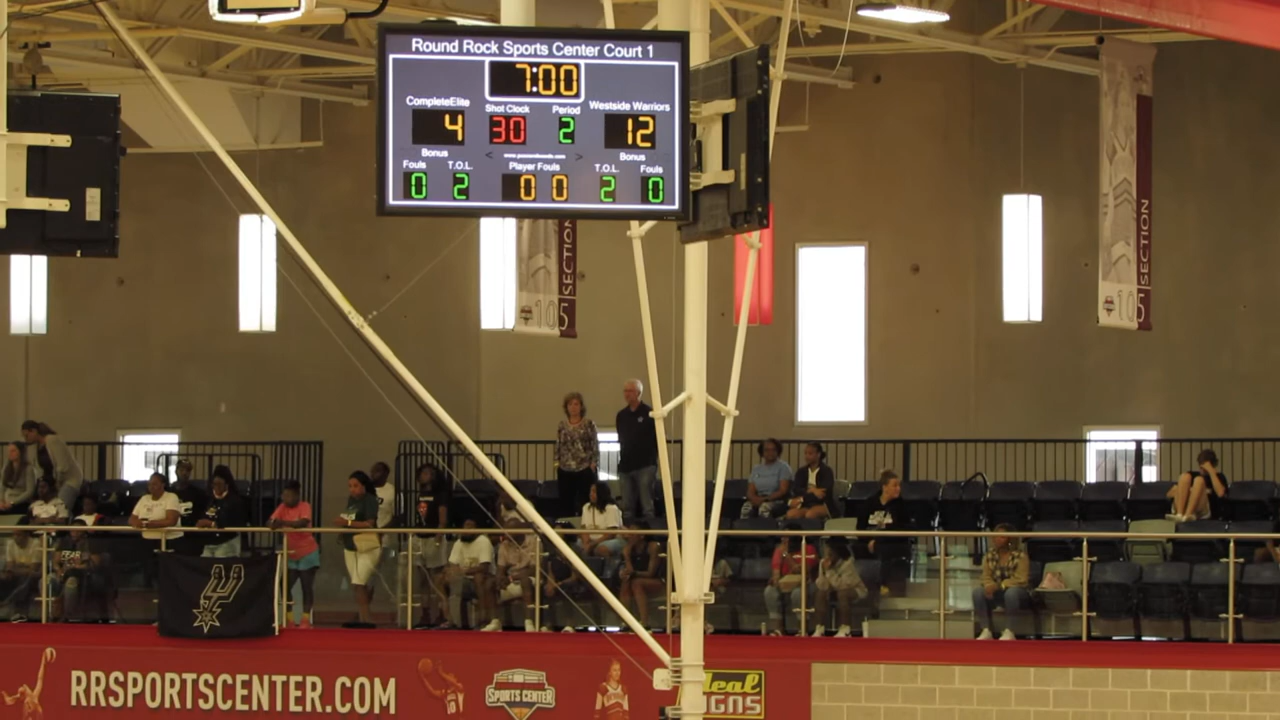 Round Rock Sports Center Court 1
7:00
CompleteElite
Shot Clock
Period
Westside Warriors
4
30
2
12
Bonus
Bonus
Fouls
T.O.L.
Player Fouls
T.O.L.
Fouls
0
2
0 0
2
0
SECTION
105
SECTION
105
FEAR
RRSPORTSCENTER.COM
SPORTS CENTER